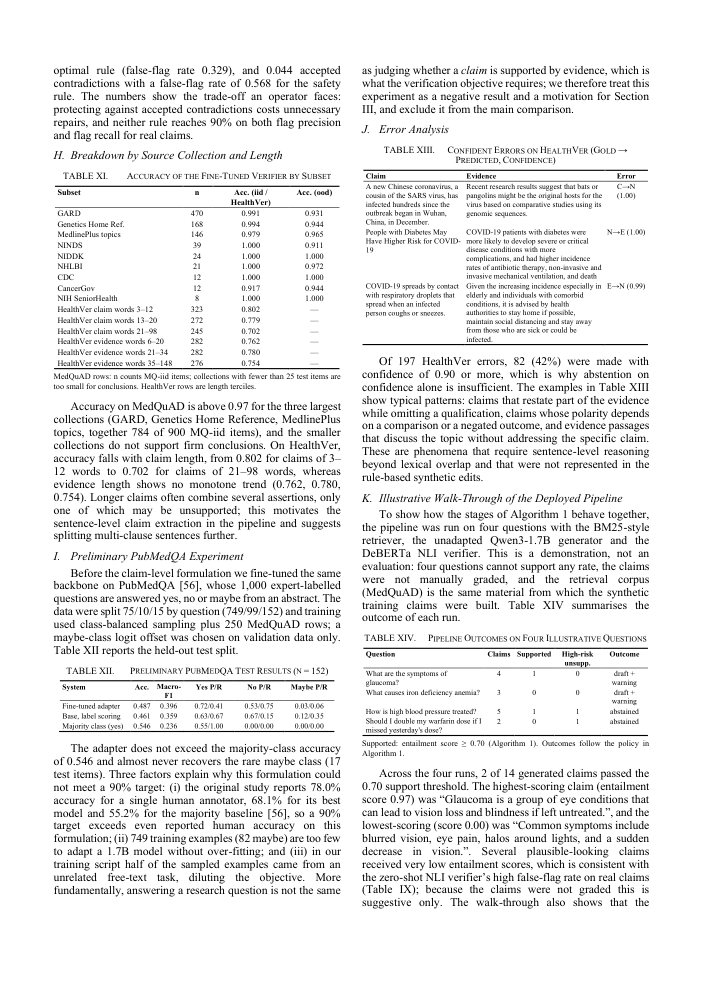 optimal rule (false-flag rate 0.329), and 0.044 accepted
contradictions with a false-flag rate of 0.568 for the safety
rule. The numbers show the trade-off an operator faces:
protecting against accepted contradictions costs unnecessary
repairs, and neither rule reaches 90% on both flag precision
and flag recall for real claims.
H. Breakdown by Source Collection and Length
TABLE XI. ACCURACY OF THE FINE-TUNED VERIFIER BY SUBSET
Subset n Acc. (iid / HealthVer) Acc. (ood)
GARD 470 0.991 0.931
Genetics Home Ref. 168 0.994 0.944
MedlinePlus topics 146 0.979 0.965
NINDS 39 1.000 0.911
NIDDK 24 1.000 1.000
NHLBI 21 1.000 0.972
CDC 12 1.000 1.000
CancerGov 12 0.917 0.944
NIH SeniorHealth 8 1.000 1.000
HealthVer claim words 3–12 323 0.802 —
HealthVer claim words 13–20 272 0.779 —
HealthVer claim words 21–98 245 0.702 —
HealthVer evidence words 6–20 282 0.762 —
HealthVer evidence words 21–34 282 0.780 —
HealthVer evidence words 35–148 276 0.754 —
MedQuAD rows: n counts MQ-iid items; collections with fewer than 25 test items are
too small for conclusions. HealthVer rows are length terciles.
Accuracy on MedQuAD is above 0.97 for the three largest
collections (GARD, Genetics Home Reference, MedlinePlus
topics, together 784 of 900 MQ-iid items), and the smaller
collections do not support firm conclusions. On HealthVer,
accuracy falls with claim length, from 0.802 for claims of 3–
12 words to 0.702 for claims of 21–98 words, whereas
evidence length shows no monotone trend (0.762, 0.780,
0.754). Longer claims often combine several assertions, only
one of which may be unsupported; this motivates the
sentence-level claim extraction in the pipeline and suggests
splitting multi-clause sentences further.
I. Preliminary PubMedQA Experiment
Before the claim-level formulation we fine-tuned the same
backbone on PubMedQA [56], whose 1,000 expert-labelled
questions are answered yes, no or maybe from an abstract. The
data were split 75/10/15 by question (749/99/152) and training
used class-balanced sampling plus 250 MedQuAD rows; a
maybe-class logit offset was chosen on validation data only.
Table XII reports the held-out test split.
TABLE XII. PRELIMINARY PUBMEDQA TEST RESULTS (N = 152)
System Acc. Macro-F1 Yes P/R No P/R Maybe P/R
Fine-tuned adapter 0.487 0.396 0.72/0.41 0.53/0.75 0.03/0.06
Base, label scoring 0.461 0.359 0.63/0.67 0.67/0.15 0.12/0.35
Majority class (yes) 0.546 0.236 0.55/1.00 0.00/0.00 0.00/0.00
The adapter does not exceed the majority-class accuracy
of 0.546 and almost never recovers the rare maybe class (17
test items). Three factors explain why this formulation could
not meet a 90% target: (i) the original study reports 78.0%
accuracy for a single human annotator, 68.1% for its best
model and 55.2% for the majority baseline [56], so a 90%
target exceeds even reported human accuracy on this
formulation; (ii) 749 training examples (82 maybe) are too few
to adapt a 1.7B model without over-fitting; and (iii) in our
training script half of the sampled examples came from an
unrelated free-text task, diluting the objective. More
fundamentally, answering a research question is not the same
as judging whether a claim is supported by evidence, which is
what the verification objective requires; we therefore treat this
experiment as a negative result and a motivation for Section
III, and exclude it from the main comparison.
J. Error Analysis
TABLE XIII. CONFIDENT ERRORS ON HEALTHVER (GOLD →
PREDICTED, CONFIDENCE)
Claim Evidence Error
A new Chinese coronavirus, a Recent research results suggest that bats or C→N
cousin of the SARS virus, has pangolins might be the original hosts for the (1.00)
infected hundreds since the virus based on comparative studies using its
outbreak began in Wuhan, genomic sequences.
China, in December.
People with Diabetes May COVID-19 patients with diabetes were N→E (1.00)
Have Higher Risk for COVID- more likely to develop severe or critical
19 disease conditions with more
complications, and had higher incidence
rates of antibiotic therapy, non-invasive and
invasive mechanical ventilation, and death
COVID-19 spreads by contact Given the increasing incidence especially in E→N (0.99)
with respiratory droplets that elderly and individuals with comorbid
spread when an infected conditions, it is advised by health
person coughs or sneezes. authorities to stay home if possible,
maintain social distancing and stay away
from those who are sick or could be
infected.
Of 197 HealthVer errors, 82 (42%) were made with
confidence of 0.90 or more, which is why abstention on
confidence alone is insufficient. The examples in Table XIII
show typical patterns: claims that restate part of the evidence
while omitting a qualification, claims whose polarity depends
on a comparison or a negated outcome, and evidence passages
that discuss the topic without addressing the specific claim.
These are phenomena that require sentence-level reasoning
beyond lexical overlap and that were not represented in the
rule-based synthetic edits.
K. Illustrative Walk-Through of the Deployed Pipeline
To show how the stages of Algorithm 1 behave together,
the pipeline was run on four questions with the BM25-style
retriever, the unadapted Qwen3-1.7B generator and the
DeBERTa NLI verifier. This is a demonstration, not an
evaluation: four questions cannot support any rate, the claims
were not manually graded, and the retrieval corpus
(MedQuAD) is the same material from which the synthetic
training claims were built. Table XIV summarises the
outcome of each run.
TABLE XIV. PIPELINE OUTCOMES ON FOUR ILLUSTRATIVE QUESTIONS
Question Claims Supported High-risk unsupp. Outcome
What are the symptoms of glaucoma? 4 1 0 draft + warning
What causes iron deficiency anemia? 3 0 0 draft + warning
How is high blood pressure treated? 5 1 1 abstained
Should I double my warfarin dose if I 2 0 1 abstained
missed yesterday's dose?
Supported: entailment score ≥ 0.70 (Algorithm 1). Outcomes follow the policy in
Algorithm 1.
Across the four runs, 2 of 14 generated claims passed the
0.70 support threshold. The highest-scoring claim (entailment
score 0.97) was “Glaucoma is a group of eye conditions that
can lead to vision loss and blindness if left untreated.”, and the
lowest-scoring (score 0.00) was “Common symptoms include
blurred vision, eye pain, halos around lights, and a sudden
decrease in vision.”. Several plausible-looking claims
received very low entailment scores, which is consistent with
the zero-shot NLI verifier’s high false-flag rate on real claims
(Table IX); because the claims were not graded this is
suggestive only. The walk-through also shows that the